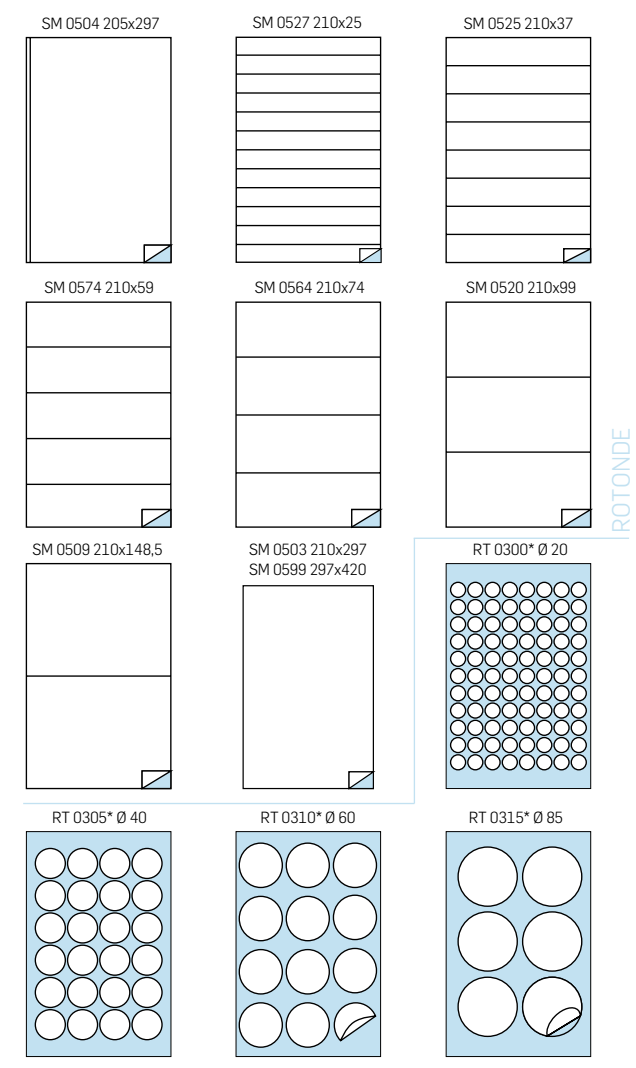 SM 0504 205x297
SM 0527 210x25
SM 0525 210x37
SM 0574 210x59
SM 0564 210x74
SM 0520 210x99
ROTONDE
SM 0509 210x148,5
SM 0503 210x297
SM 0599 297x420
RT 0300* Ø 20
RT 0305* Ø 40
RT 0310* Ø 60
RT 0315* Ø 85